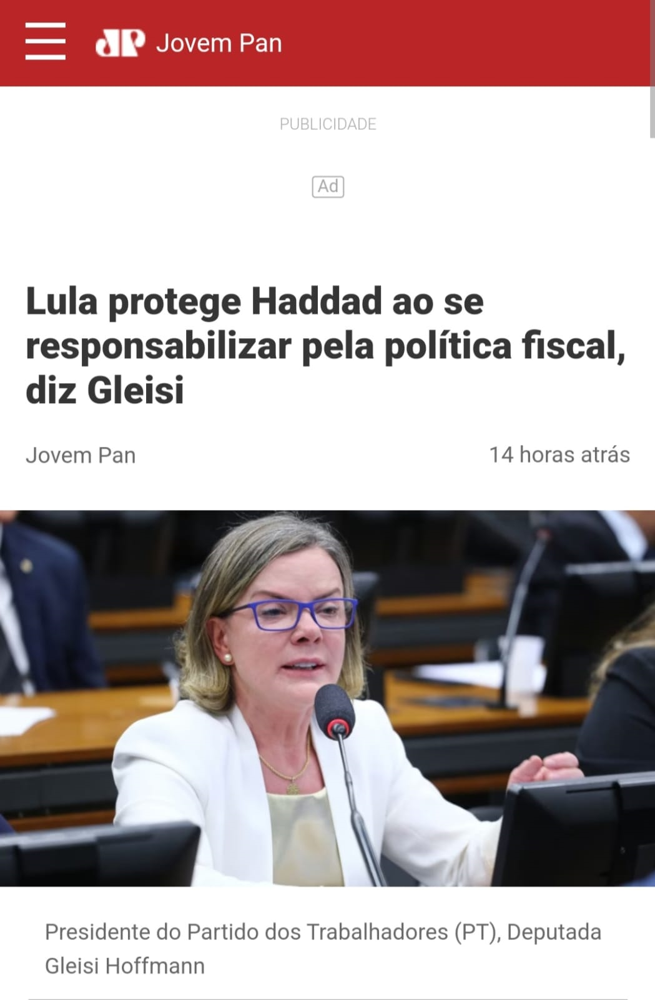 JP Jovem Pan
PUBLICIDADE
Ad
Lula protege Haddad ao se
responsabilizar pela política fiscal,
diz Gleisi
Jovem Pan
14 horas atrás
Presidente do Partido dos Trabalhadores (PT), Deputada
Gleisi Hoffmann